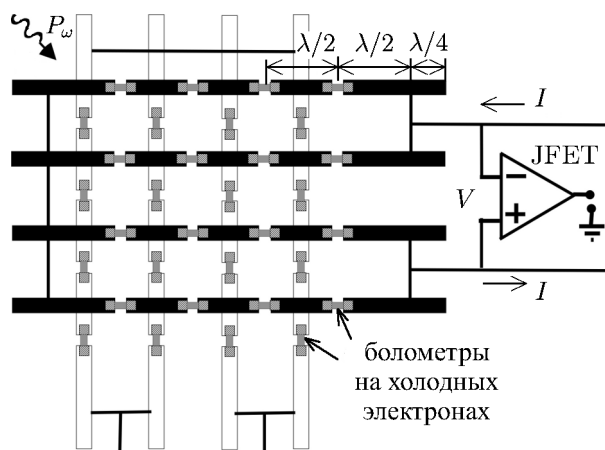 P_ω
λ/2
λ/2
λ/4
I
JFET
V
−
+
I
болометры
на холодных
электронах